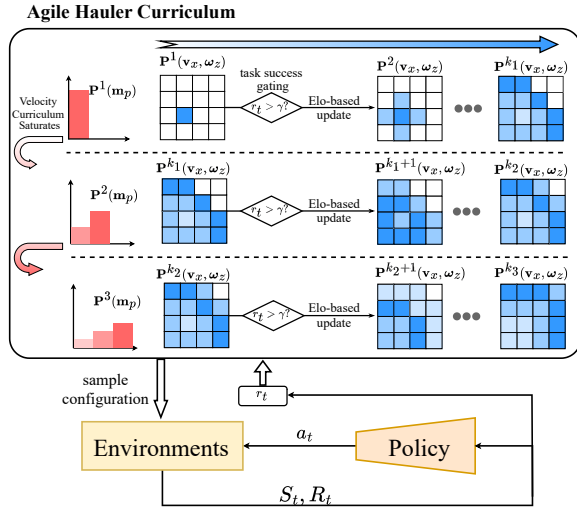 Agile Hauler Curriculum
P¹(vₓ, ω_z)
task success
gating
r_t > γ?
Elo-based
update
P²(vₓ, ω_z)
P^{k₁}(vₓ, ω_z)
P¹(m_p)
Velocity
Curriculum
Saturates
P²(m_p)
P^{k₁}(vₓ, ω_z)
r_t > γ?
Elo-based
update
P^{k₁+1}(vₓ, ω_z)
P^{k₂}(vₓ, ω_z)
P³(m_p)
P^{k₂}(vₓ, ω_z)
r_t > γ?
Elo-based
update
P^{k₂+1}(vₓ, ω_z)
P^{k₃}(vₓ, ω_z)
sample
configuration
r_t
Environments
a_t
Policy
S_t, R_t